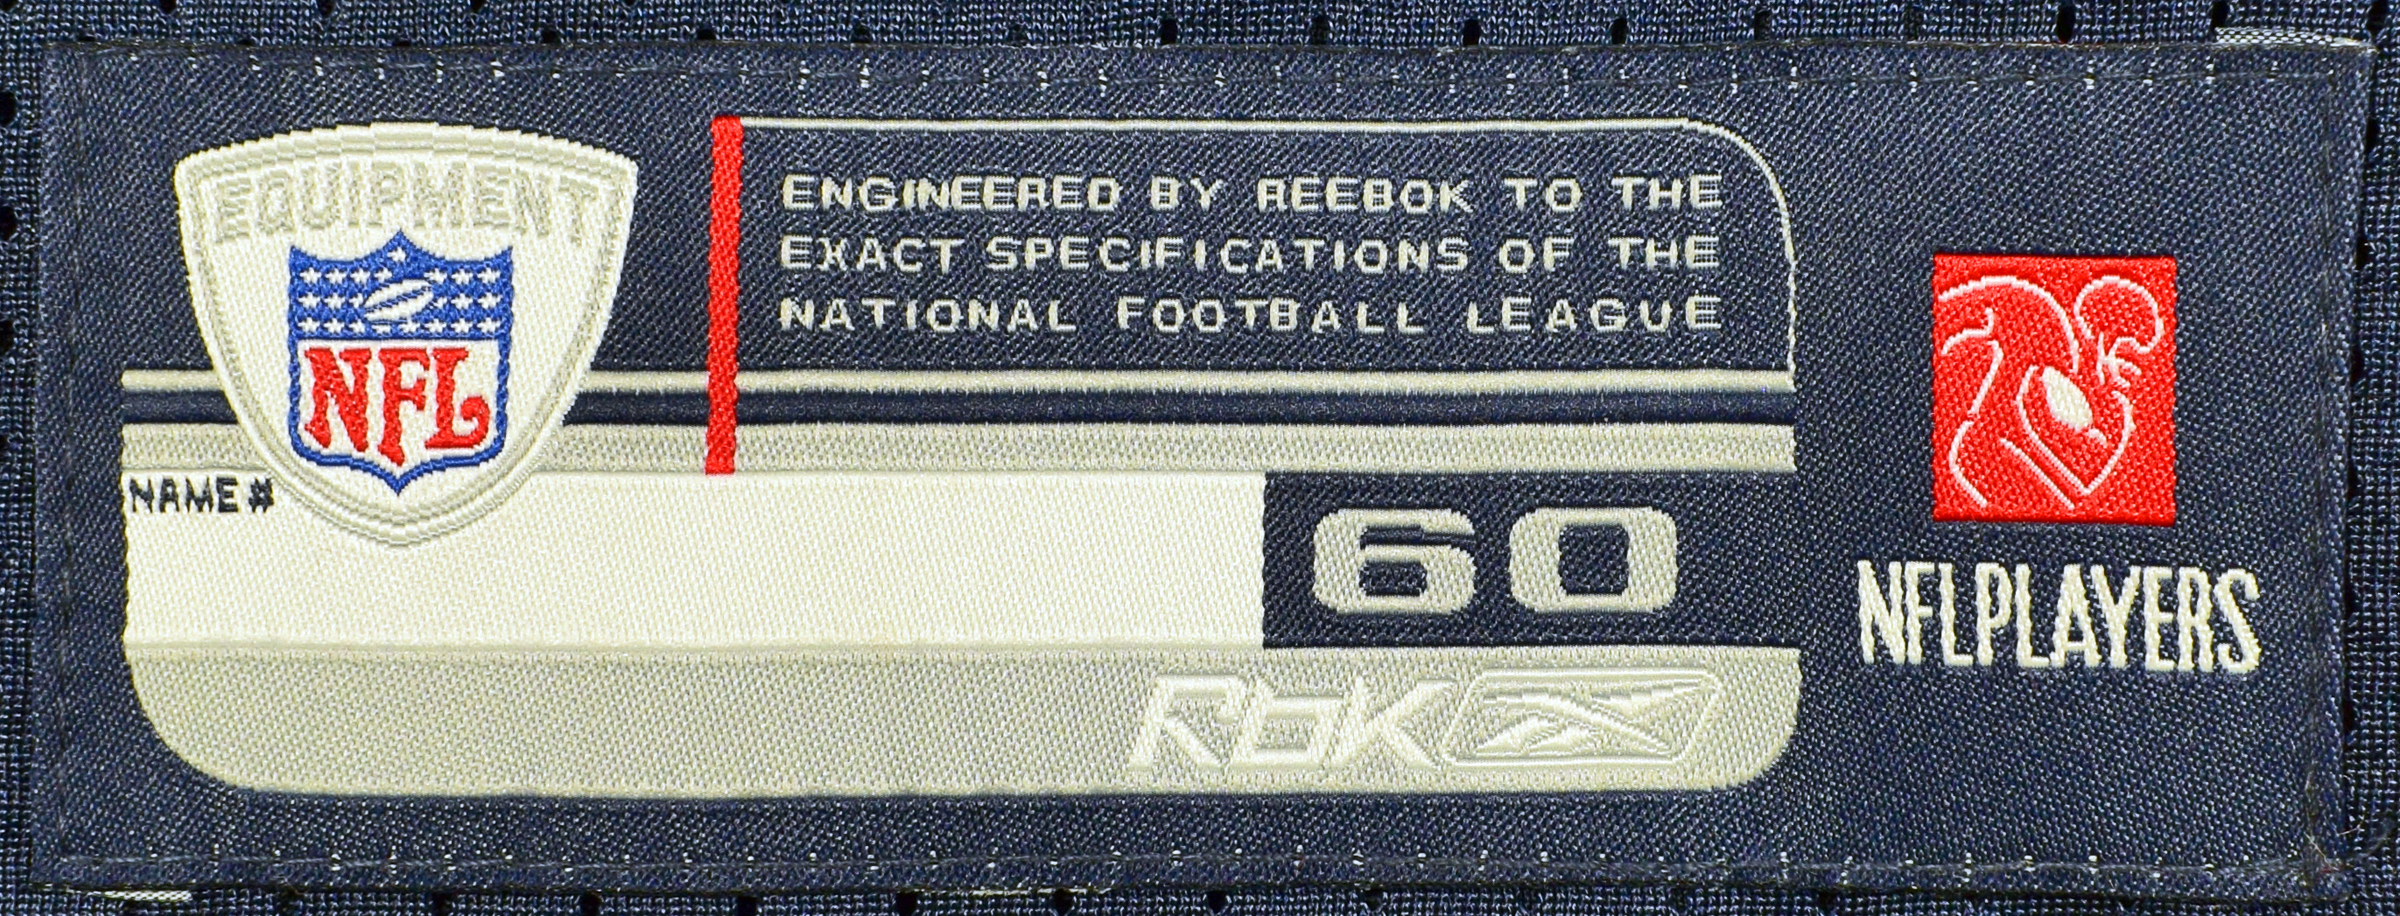 EQUIPMENT
NFL
ENGINEERED BY REEBOK TO THE
EXACT SPECIFICATIONS OF THE
NATIONAL FOOTBALL LEAGUE
NAME #
60
Rbk
NFLPLAYERS